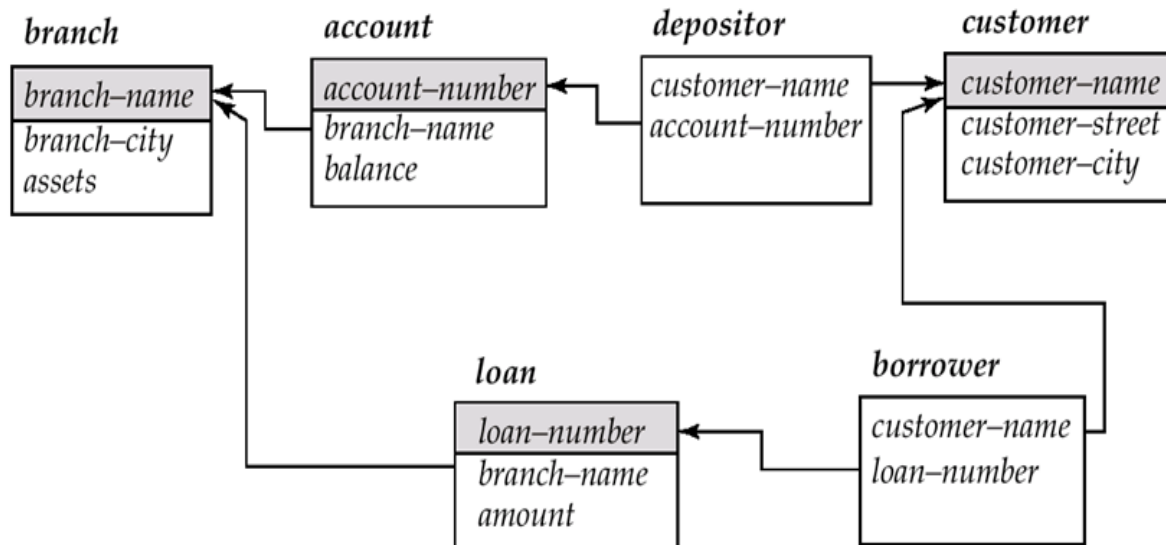 branch
branch–name
branch–city
assets
account
account–number
branch–name
balance
depositor
customer–name
account–number
customer
customer–name
customer–street
customer–city
loan
loan–number
branch–name
amount
borrower
customer–name
loan–number